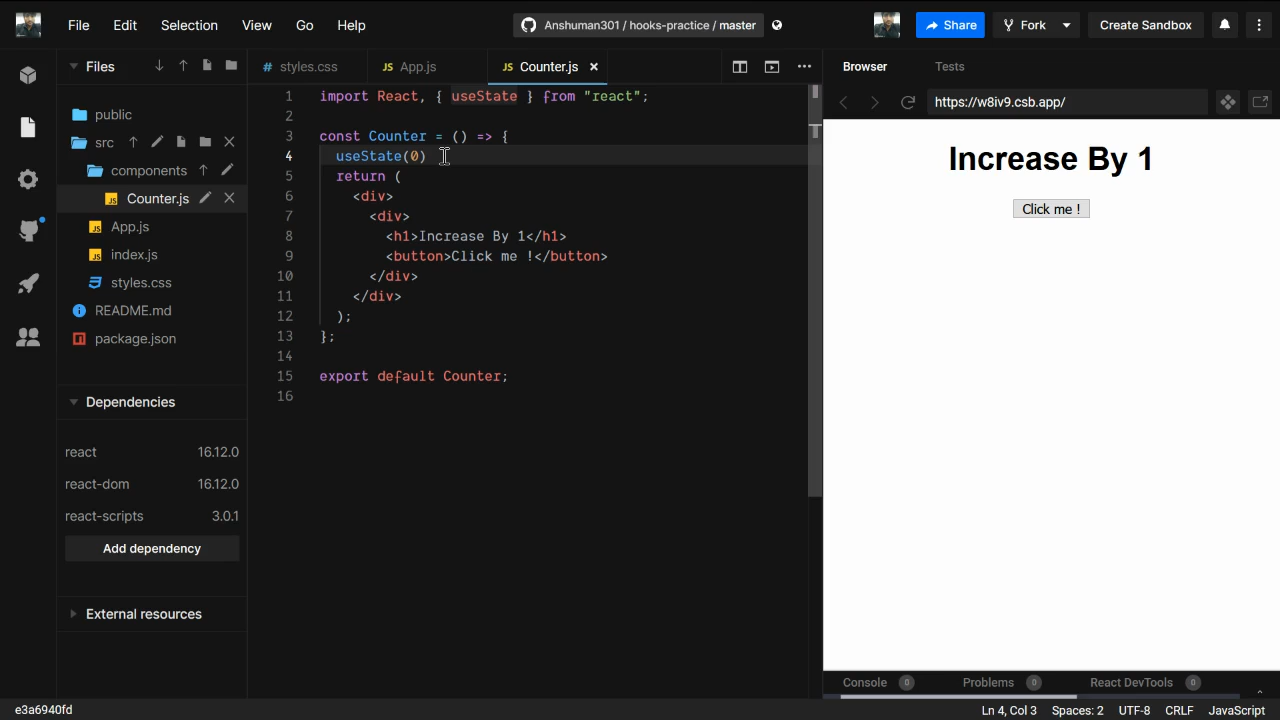 File Edit Selection View Go Help Anshuman301 / hooks-practice / master Share Fork Create Sandbox
Files
# styles.css JS App.js JS Counter.js
Browser Tests
https://w8iv9.csb.app/
public
src
components
JS Counter.js
JS App.js
JS index.js
styles.css
README.md
package.json
Dependencies
react 16.12.0
react-dom 16.12.0
react-scripts 3.0.1
Add dependency
External resources
1 import React, { useState } from "react";
2
3 const Counter = () => {
4 useState(0)
5 return (
6 <div>
7 <div>
8 <h1>Increase By 1</h1>
9 <button>Click me !</button>
10 </div>
11 </div>
12 );
13 };
14
15 export default Counter;
16
Increase By 1
Click me !
Console 0 Problems 0 React DevTools 0
e3a6940fd Ln 4, Col 3 Spaces: 2 UTF-8 CRLF JavaScript